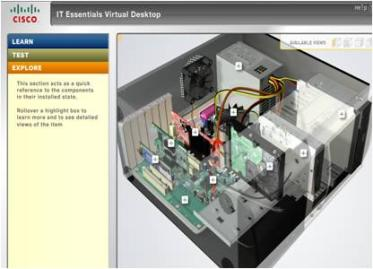 CISCO
IT Essentials Virtual Desktop
Help
LEARN
TEST
EXPLORE
This section acts as a quick
reference to the components
in their installed state.
Rollover a highlight box to
learn more and to see detailed
views of the item
AVAILABLE VIEWS